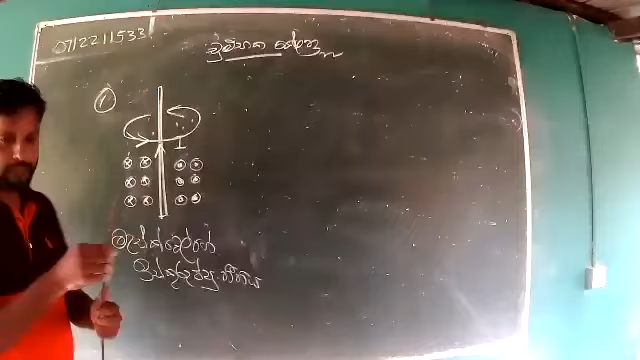 0712211533
චුම්භක ක්ෂේත්‍ර
①
I
මැක්ස්වෙල්ගේ
ඉස්කුරුප්පු නීතිය